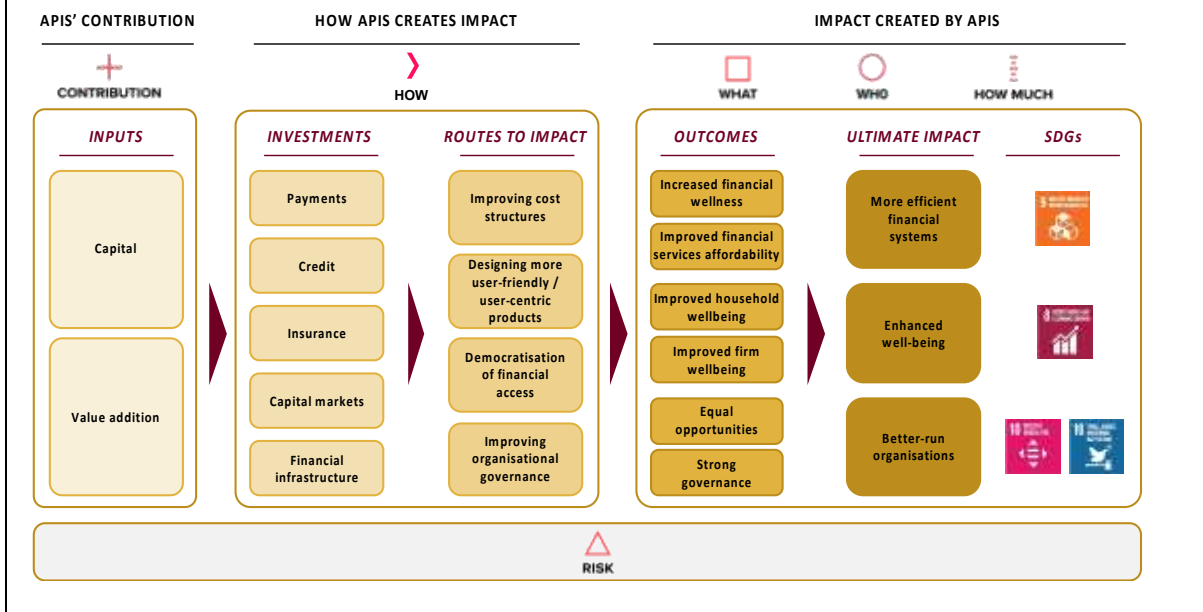 APIS' CONTRIBUTION
HOW APIS CREATES IMPACT
IMPACT CREATED BY APIS
CONTRIBUTION
HOW
WHAT
WHO
HOW MUCH
INPUTS
INVESTMENTS
ROUTES TO IMPACT
OUTCOMES
ULTIMATE IMPACT
SDGs
Capital
Value addition
Payments
Credit
Insurance
Capital markets
Financial
infrastructure
Improving cost
structures
Designing more
user-friendly /
user-centric
products
Democratisation
of financial
access
Improving
organisational
governance
Increased financial
wellness
Improved financial
services affordability
Improved household
wellbeing
Improved firm
wellbeing
Equal
opportunities
Strong
governance
More efficient
financial
systems
Enhanced
well-being
Better-run
organisations
RISK